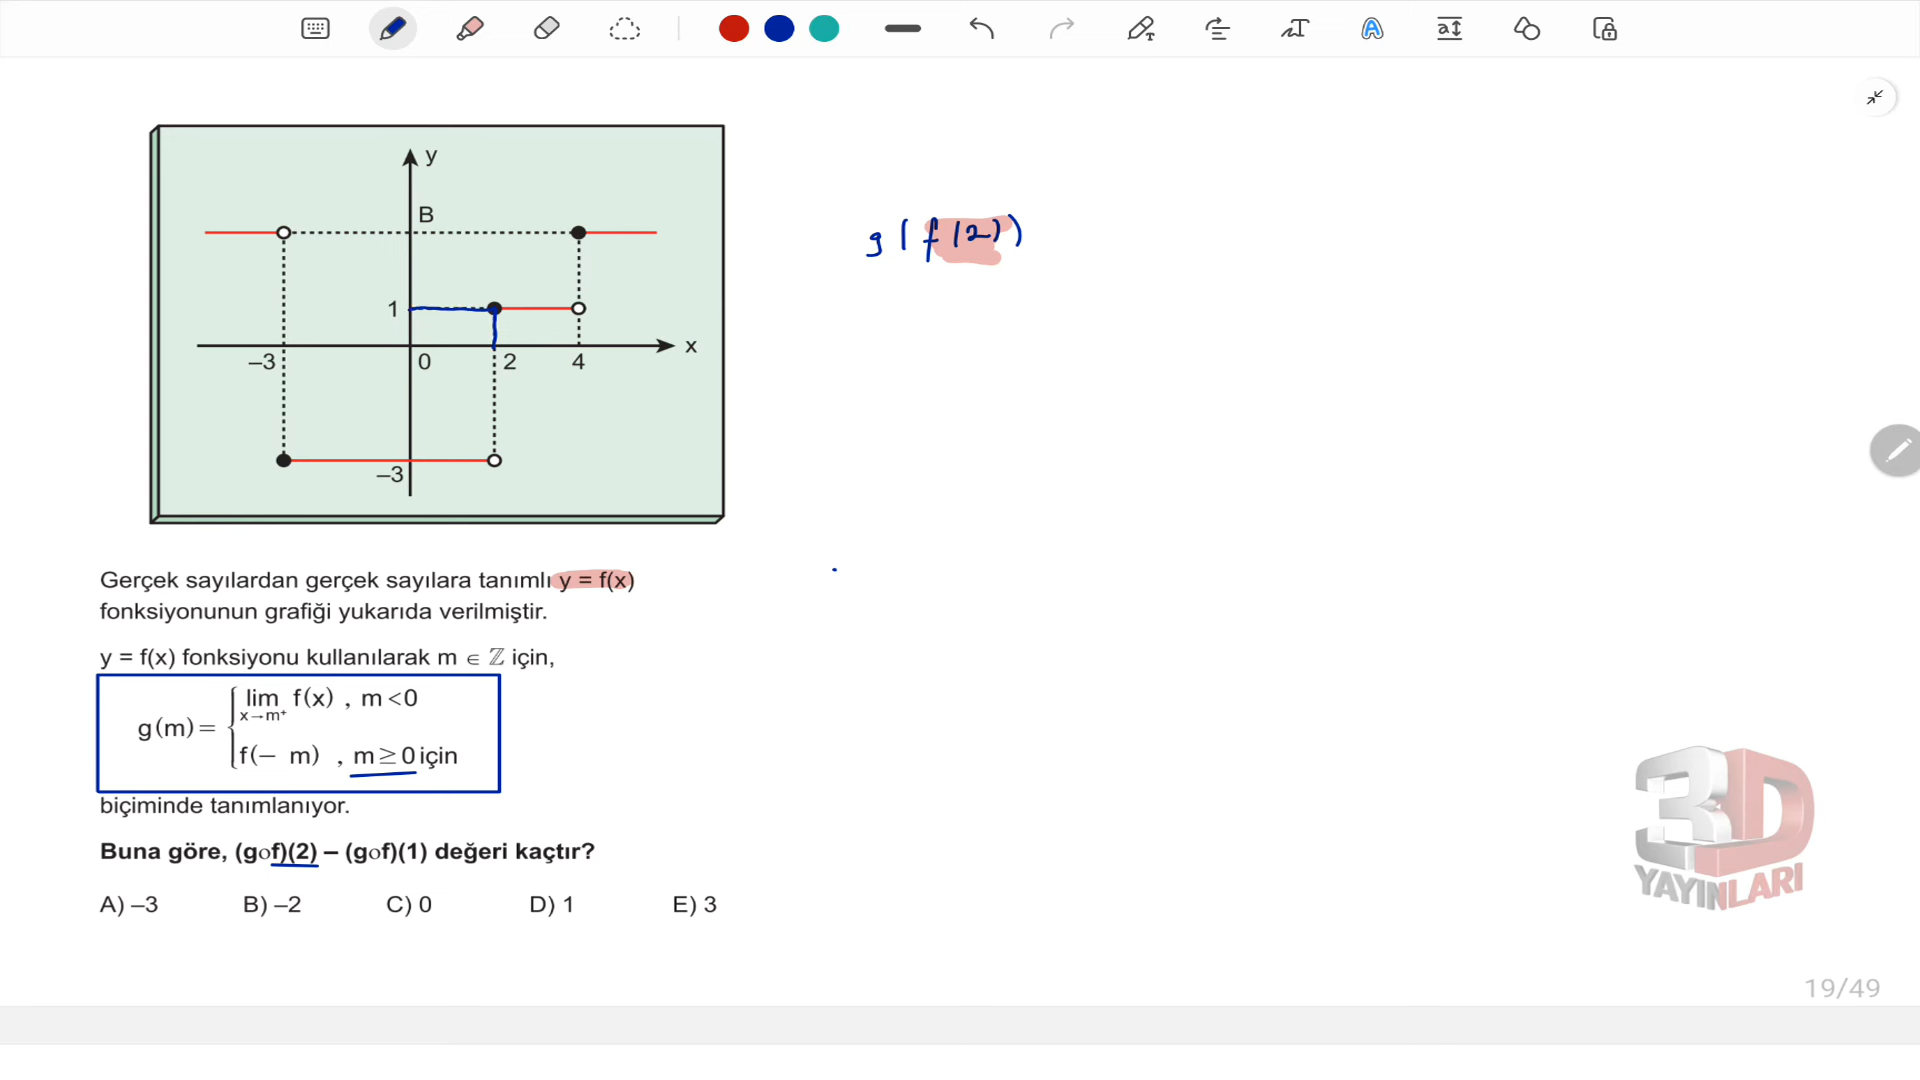 y
B
g(f(2))
1
x
–3
0
2
4
–3
Gerçek sayılardan gerçek sayılara tanımlı y = f(x)
fonksiyonunun grafiği yukarıda verilmiştir.
y = f(x) fonksiyonu kullanılarak m ∈ ℤ için,
lim f(x) , m < 0
x→m⁺
g(m) =
f(– m) , m ≥ 0 için
biçiminde tanımlanıyor.
Buna göre, (gof)(2) – (gof)(1) değeri kaçtır?
A) –3 B) –2 C) 0 D) 1 E) 3
3D
YAYINLARI
19/49